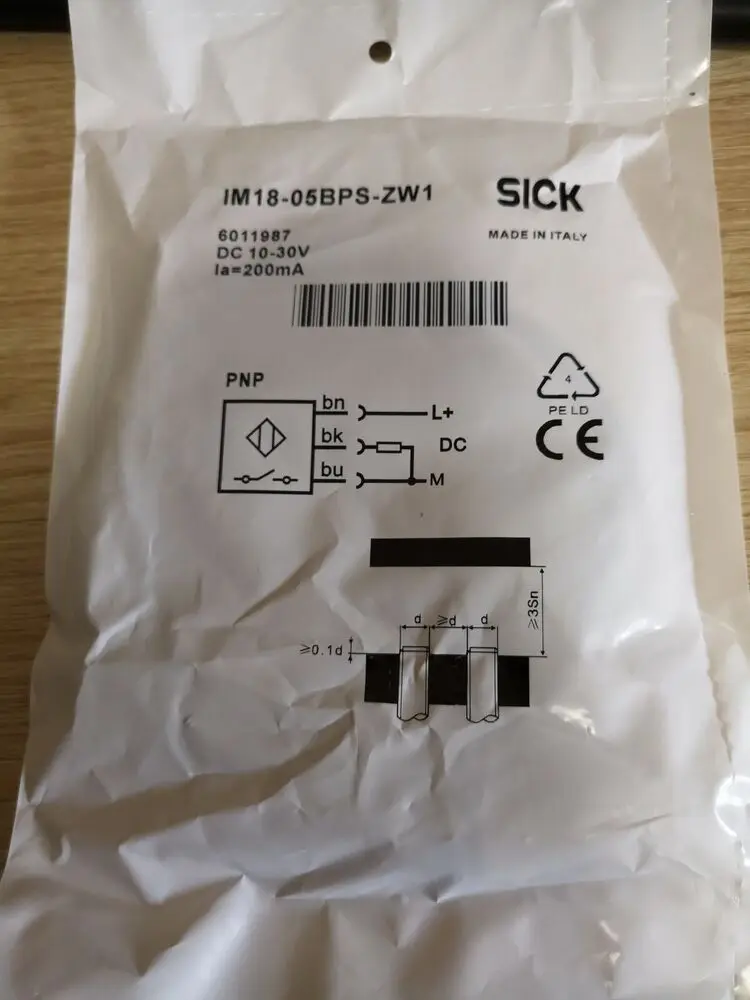 IM18-05BPS-ZW1
SICK
6011987
DC 10-30V
Ia=200mA
MADE IN ITALY
PNP
bn
L+
bk
DC
bu
M
4
PE LD
CE
d
≥d
d
≥3Sn
≥0.1d